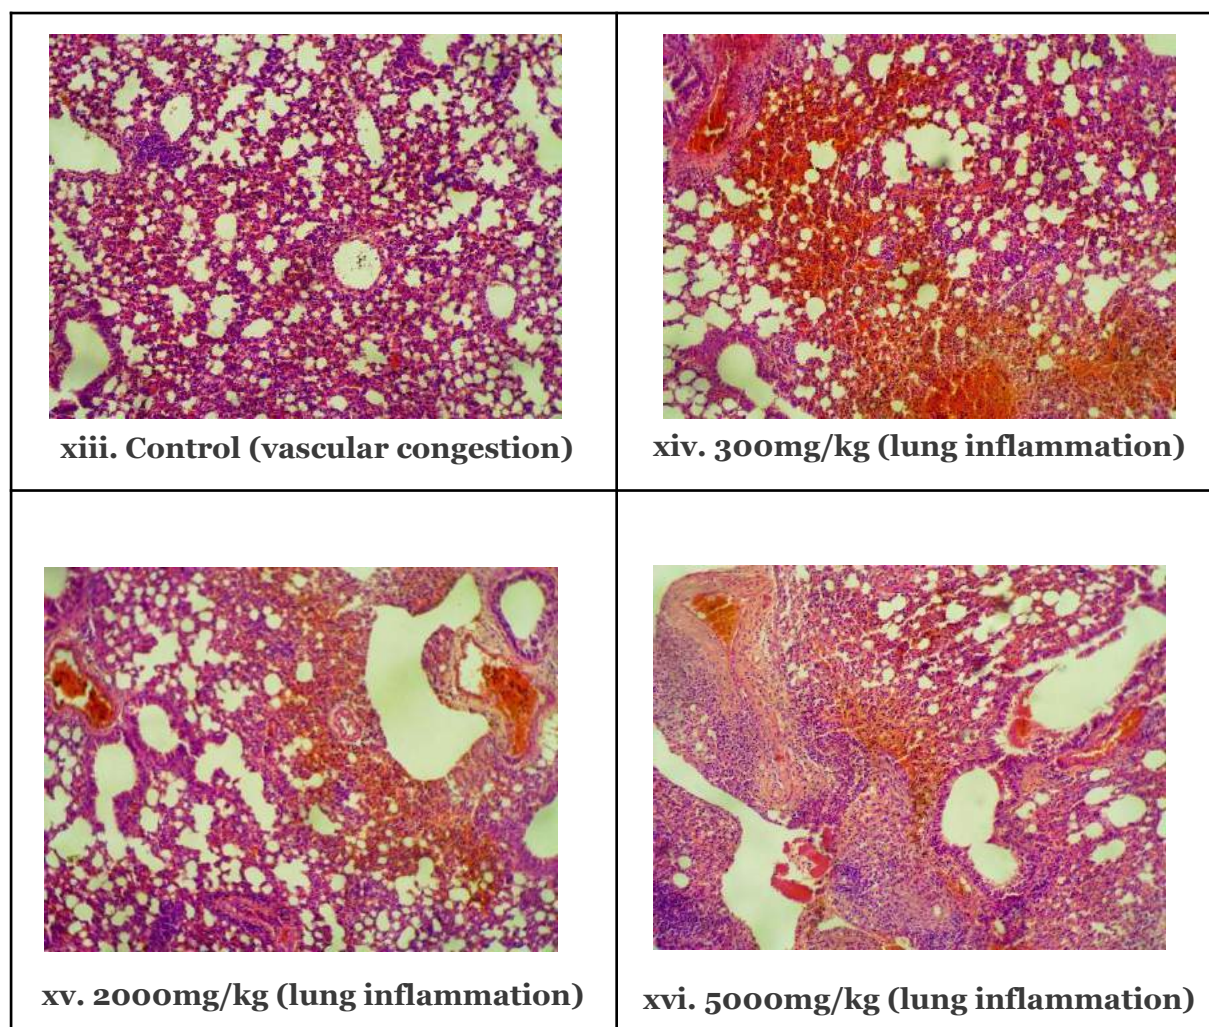 xiii. Control (vascular congestion)
xiv. 300mg/kg (lung inflammation)
xv. 2000mg/kg (lung inflammation)
xvi. 5000mg/kg (lung inflammation)